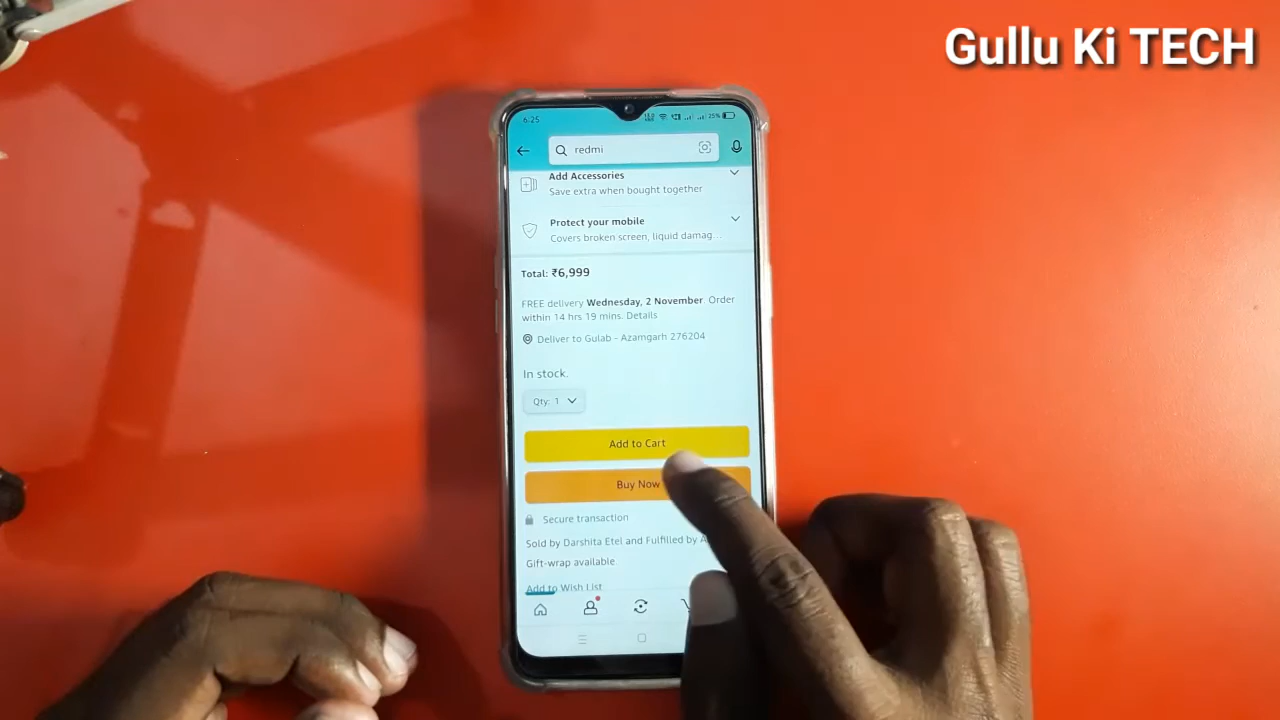 Gullu Ki TECH
6:25
25%
redmi
Add Accessories
Save extra when bought together
Protect your mobile
Covers broken screen, liquid damag...
Total: ₹6,999
FREE delivery Wednesday, 2 November. Order
within 14 hrs 19 mins. Details
Deliver to Gulab - Azamgarh 276204
In stock.
Qty: 1
Add to Cart
Buy Now
Secure transaction
Sold by Darshita Etel and Fulfilled by
Gift-wrap available.
Add to Wish List